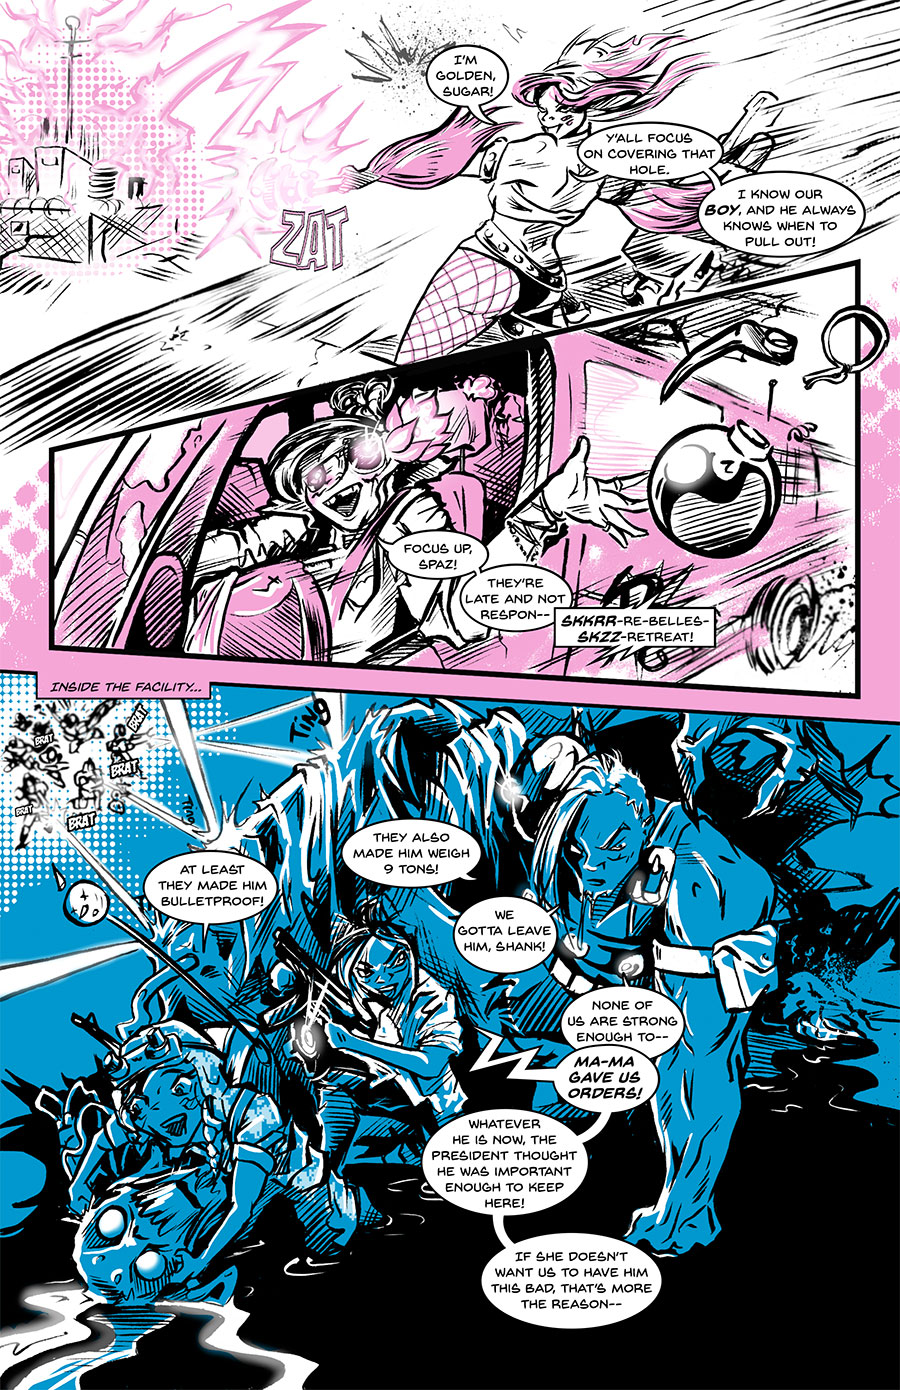 I'M
GOLDEN,
SUGAR!
Y'ALL FOCUS
ON COVERING THAT
HOLE.
I KNOW OUR
BOY, AND HE ALWAYS
KNOWS WHEN TO
PULL OUT!
ZAT
FOCUS UP,
SPAZ!
THEY'RE
LATE AND NOT
RESPON--
SKKRR-RE-BELLES-
SKZZ-RETREAT!
INSIDE THE FACILITY...
TING
BRAT
BRAT
BRAT
BRAT
BRAT
AT LEAST
THEY MADE HIM
BULLETPROOF!
THEY ALSO
MADE HIM WEIGH
9 TONS!
WE
GOTTA LEAVE
HIM, SHANK!
NONE OF
US ARE STRONG
ENOUGH TO--
MA-MA
GAVE US
ORDERS!
WHATEVER
HE IS NOW, THE
PRESIDENT THOUGHT
HE WAS IMPORTANT
ENOUGH TO KEEP
HERE!
IF SHE DOESN'T
WANT US TO HAVE HIM
THIS BAD, THAT'S MORE
THE REASON--